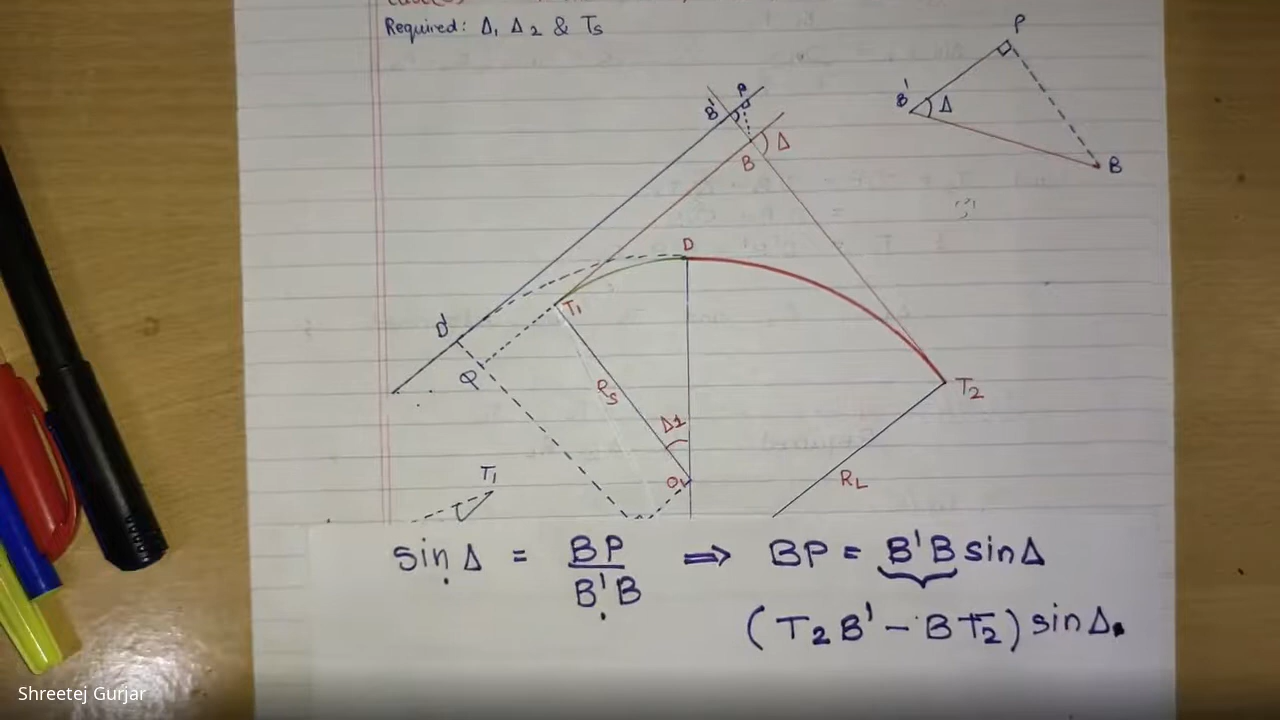 Required: Δ, Δ2 & Ts
P
B'
P
B'
Δ
Δ
B
B
D
D'
T1
Q
Rs
T2
Δ1
T1
O1
RL
sin Δ = BP / B'B ⇒ BP = B'B sin Δ
(T2B' - BT2) sin Δ.
Shreetej Gurjar